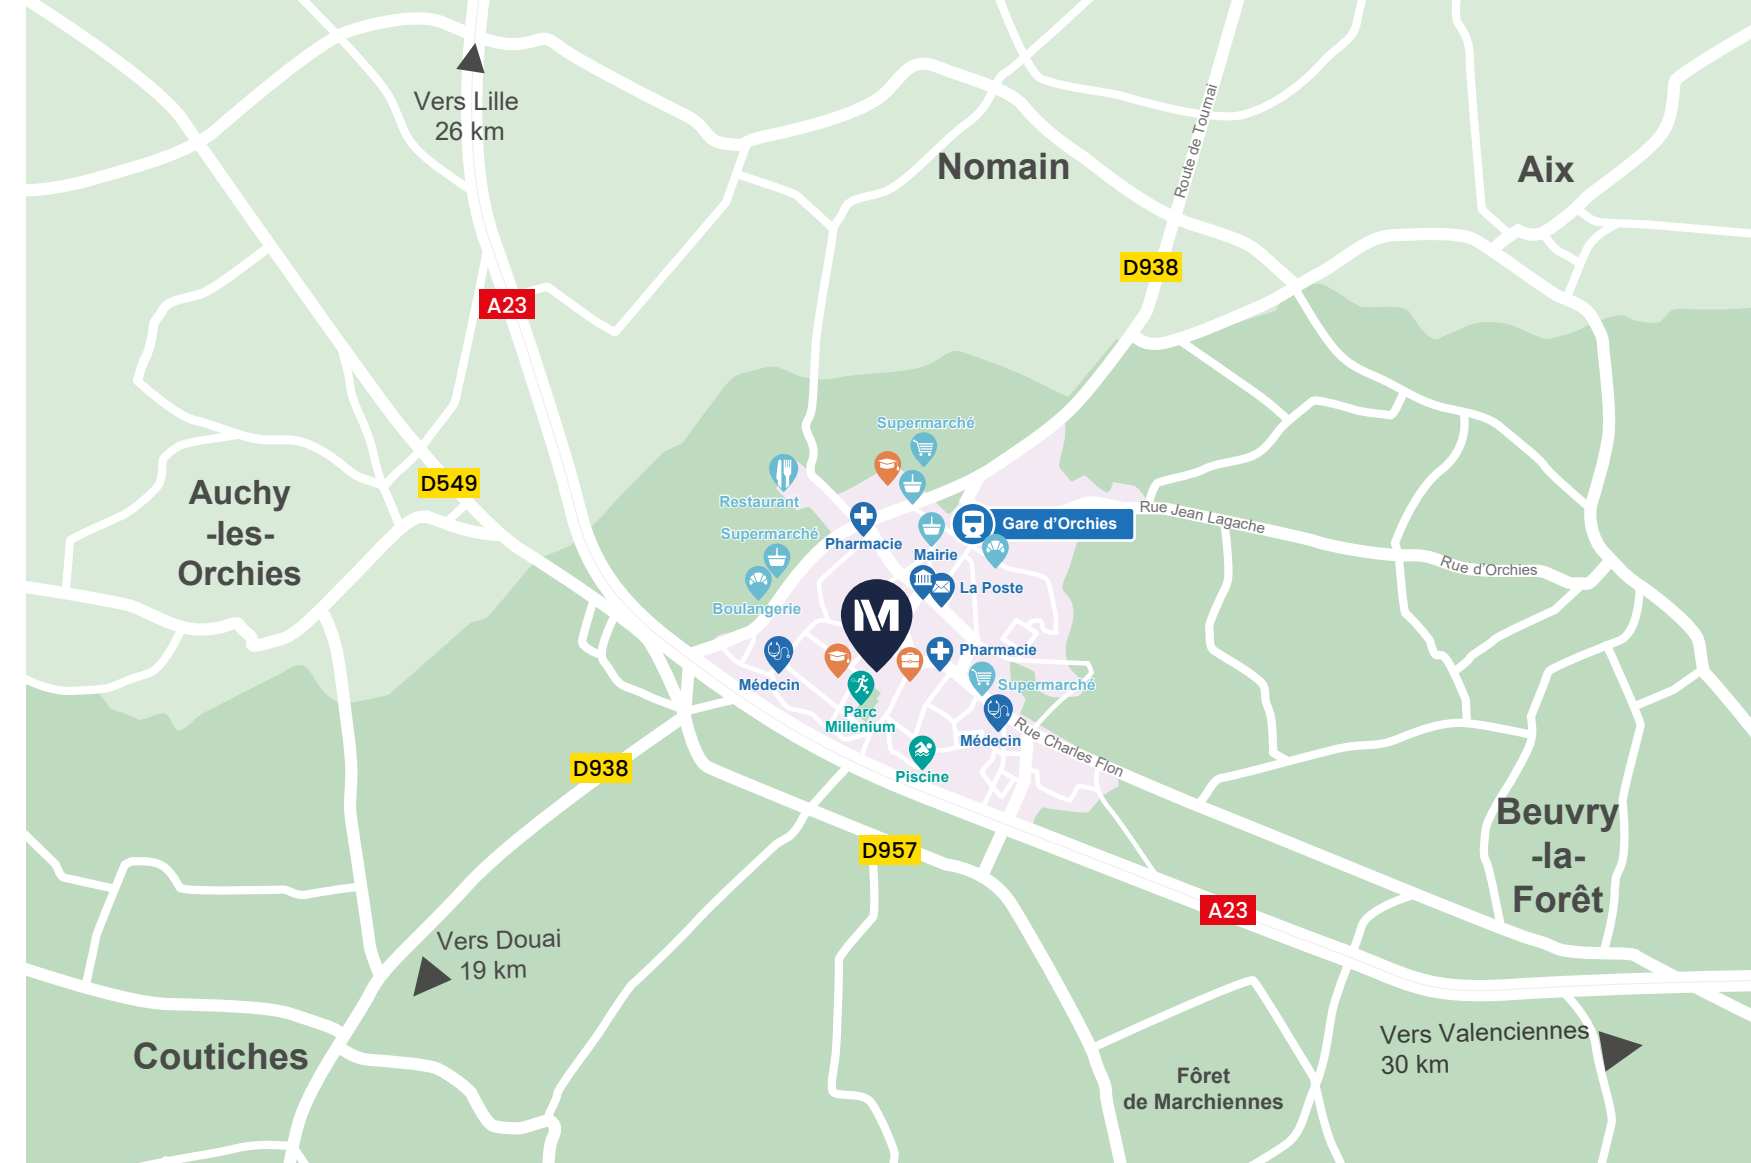 Vers Lille
26 km
Nomain
Route de Tournai
Aix
D938
A23
Supermarché
D549
Auchy
-les-
Orchies
Restaurant
Supermarché
Pharmacie
Mairie
Gare d'Orchies
Rue Jean Lagache
Rue d'Orchies
La Poste
Boulangerie
M
Pharmacie
Médecin
Supermarché
Parc
Millenium
Médecin
Rue Charles Flon
Piscine
D938
D957
Beuvry
-la-
Forêt
A23
Vers Douai
19 km
Coutiches
Vers Valenciennes
30 km
Fôret
de Marchiennes